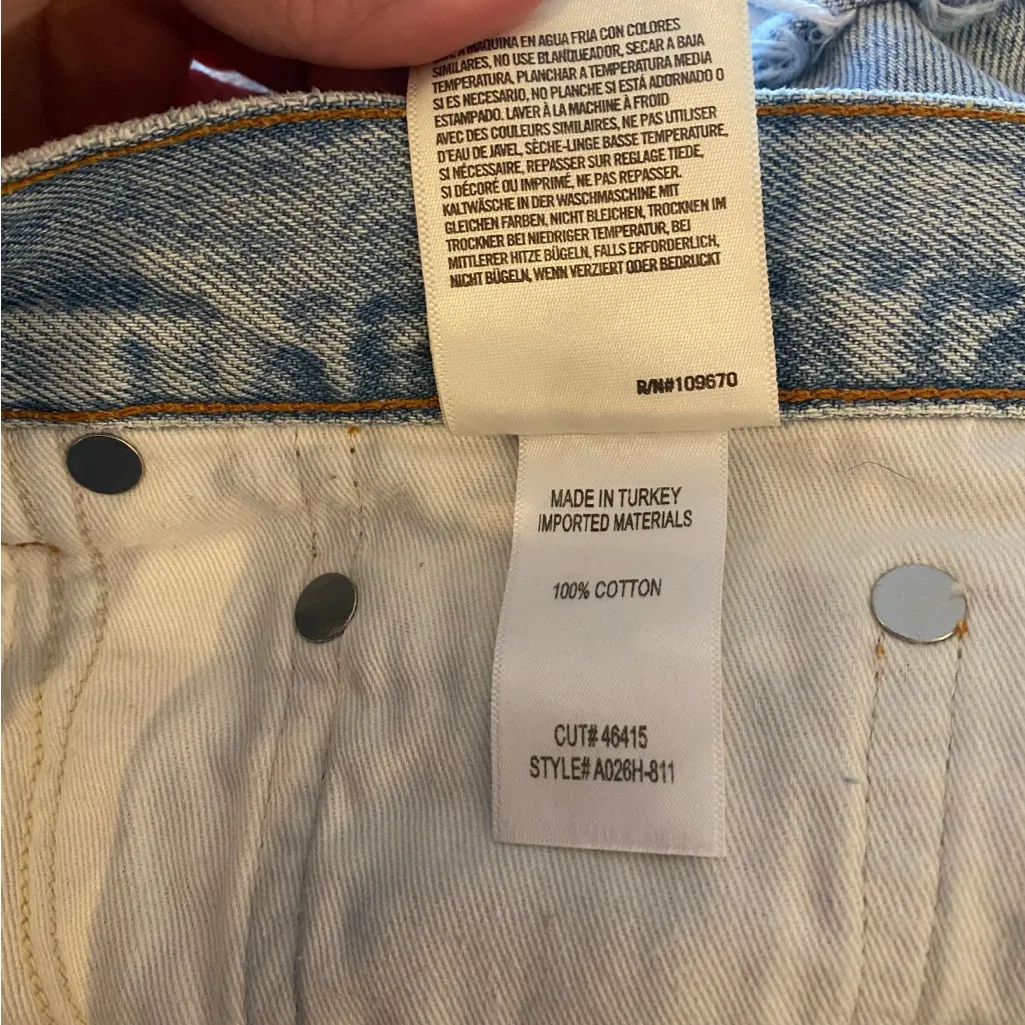 MAQUINA EN AGUA FRIA CON COLORES
SIMILARES, NO USE BLANQUEADOR, SECAR A BAJA
TEMPERATURA, PLANCHAR A TEMPERATURA MEDIA
SI ES NECESARIO, NO PLANCHE SI ESTÁ ADORNADO O
ESTAMPADO. LAVER À LA MACHINE À FROID
AVEC DES COULEURS SIMILAIRES, NE PAS UTILISER
D'EAU DE JAVEL, SÈCHE-LINGE BASSE TEMPERATURE,
SI NÉCESSAIRE, REPASSER SUR REGLAGE TIEDE,
SI DÉCORÉ OU IMPRIMÉ, NE PAS REPASSER.
KALTWÄSCHE IN DER WASCHMASCHINE MIT
GLEICHEN FARBEN, NICHT BLEICHEN, TROCKNEN IM
TROCKNER BEI NIEDRIGER TEMPERATUR, BEI
MITTLERER HITZE BÜGELN, FALLS ERFORDERLICH,
NICHT BÜGELN, WENN VERZIERT ODER BEDRUCKT
R/N#109670
MADE IN TURKEY
IMPORTED MATERIALS
100% COTTON
CUT# 46415
STYLE# A026H-811